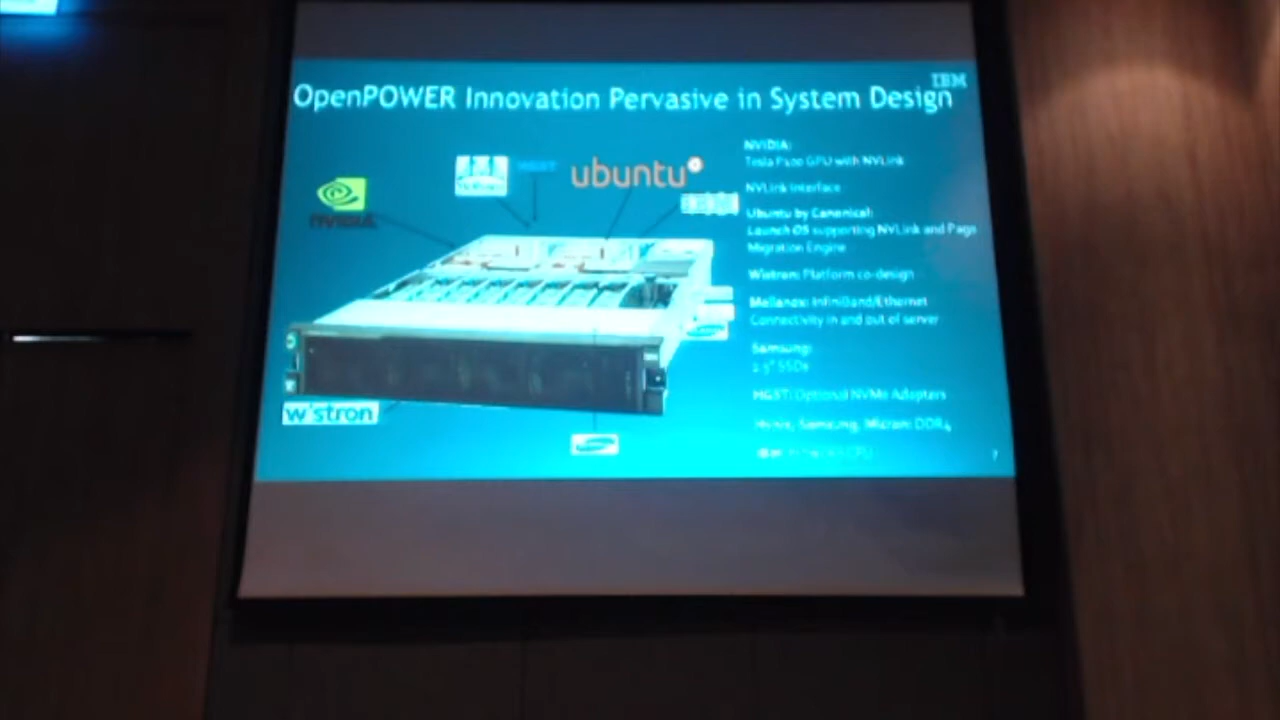 IBM
OpenPOWER Innovation Pervasive in System Design
NVIDIA
ubuntu
wistron
NVIDIA:
Tesla P100 GPU with NVLink
NVLink Interface
Ubuntu by Canonical:
Launch OS supporting NVLink and Page
Migration Engine
Wistron: Platform co-design
Mellanox: InfiniBand/Ethernet
Connectivity in and out of server
Samsung:
2.5" SSDs
HGST: Optional NVMe Adapters
Hynix, Samsung, Micron: DDR4
7